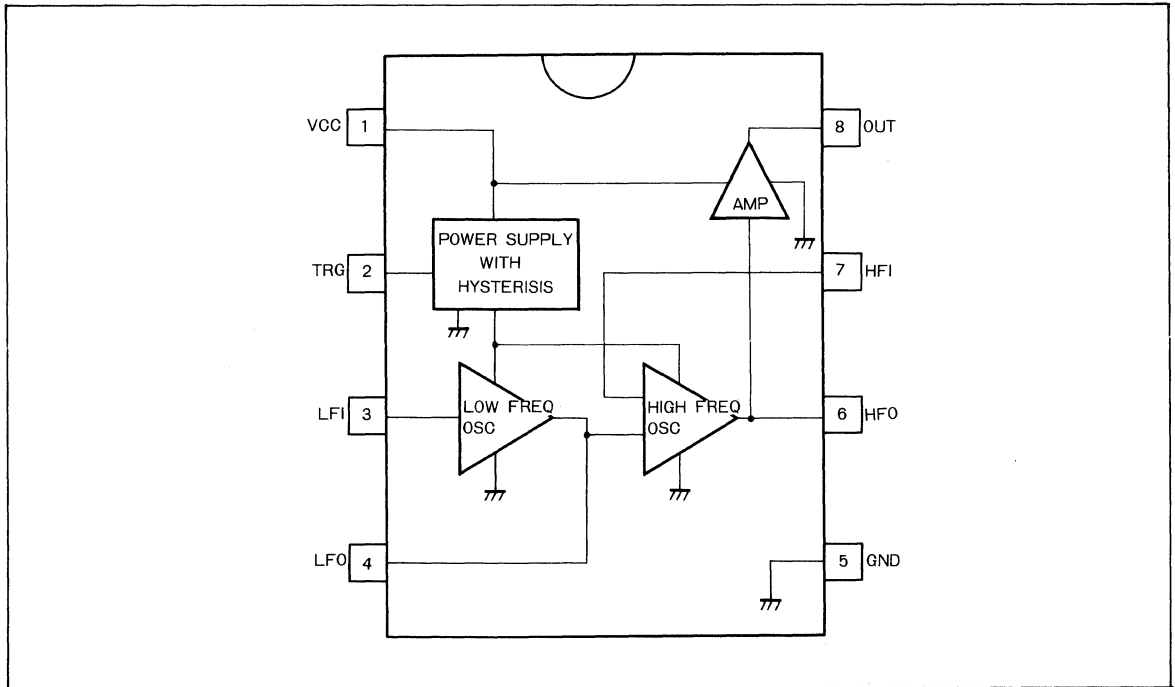 VCC 1
8 OUT
AMP
POWER SUPPLY
WITH
HYSTERISIS
TRG 2
7 HFI
LFI 3
LOW FREQ
OSC
HIGH FREQ
OSC
6 HFO
LFO 4
5 GND